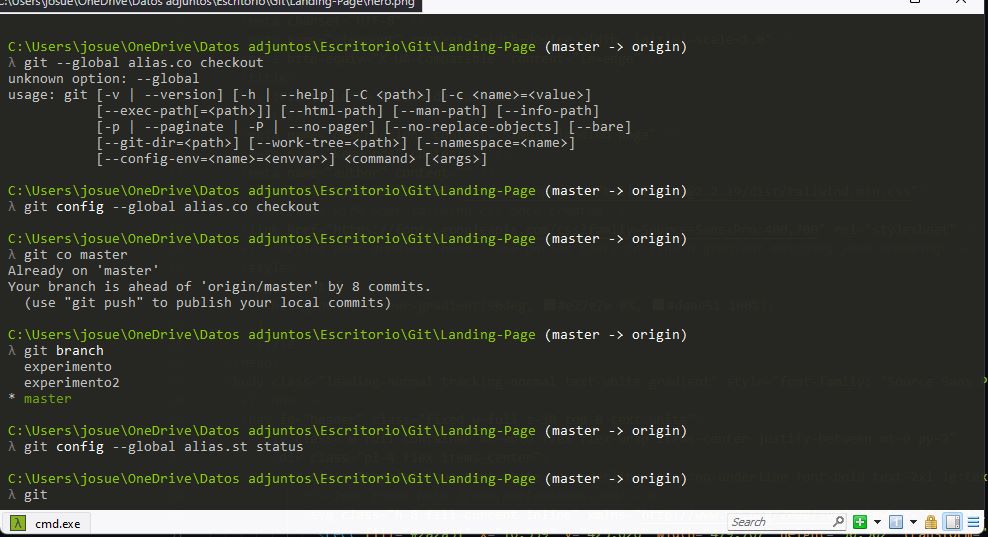 C:\Users\josue\OneDrive\Datos adjuntos\Escritorio\Git\Landing-Page\hero.png
C:\Users\josue\OneDrive\Datos adjuntos\Escritorio\Git\Landing-Page (master -> origin)
λ git --global alias.co checkout
unknown option: --global
usage: git [-v | --version] [-h | --help] [-C <path>] [-c <name>=<value>]
[--exec-path[=<path>]] [--html-path] [--man-path] [--info-path]
[-p | --paginate | -P | --no-pager] [--no-replace-objects] [--bare]
[--git-dir=<path>] [--work-tree=<path>] [--namespace=<name>]
[--config-env=<name>=<envvar>] <command> [<args>]
C:\Users\josue\OneDrive\Datos adjuntos\Escritorio\Git\Landing-Page (master -> origin)
λ git config --global alias.co checkout
C:\Users\josue\OneDrive\Datos adjuntos\Escritorio\Git\Landing-Page (master -> origin)
λ git co master
Already on 'master'
Your branch is ahead of 'origin/master' by 8 commits.
(use "git push" to publish your local commits)
C:\Users\josue\OneDrive\Datos adjuntos\Escritorio\Git\Landing-Page (master -> origin)
λ git branch
experimento
experimento2
* master
C:\Users\josue\OneDrive\Datos adjuntos\Escritorio\Git\Landing-Page (master -> origin)
λ git config --global alias.st status
C:\Users\josue\OneDrive\Datos adjuntos\Escritorio\Git\Landing-Page (master -> origin)
λ git
λ cmd.exe
Search